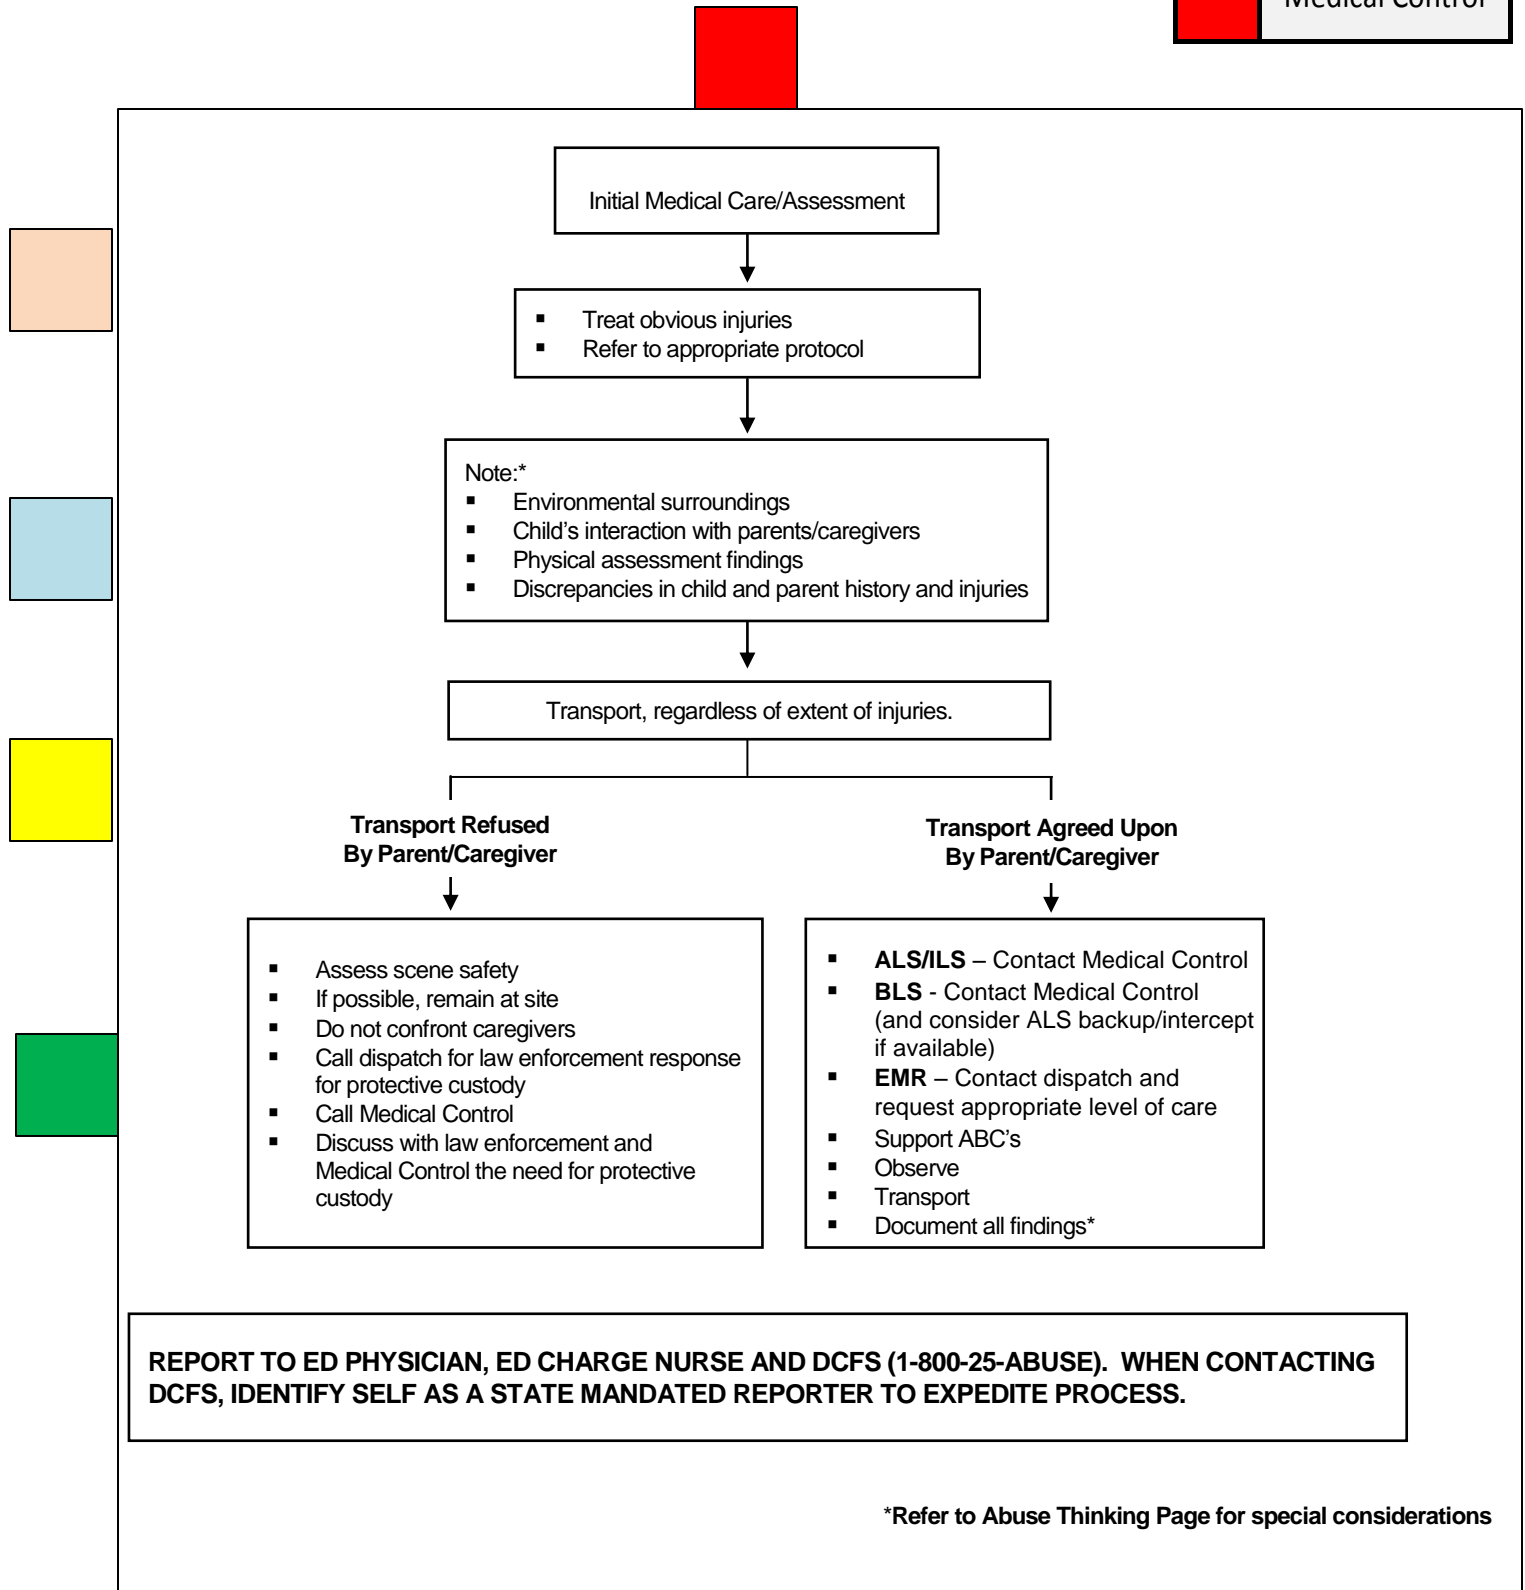 Medical Control
Initial Medical Care/Assessment
▪ Treat obvious injuries
▪ Refer to appropriate protocol
Note:*
▪ Environmental surroundings
▪ Child’s interaction with parents/caregivers
▪ Physical assessment findings
▪ Discrepancies in child and parent history and injuries
Transport, regardless of extent of injuries.
Transport Refused
By Parent/Caregiver
▪ Assess scene safety
▪ If possible, remain at site
▪ Do not confront caregivers
▪ Call dispatch for law enforcement response
for protective custody
▪ Call Medical Control
▪ Discuss with law enforcement and
Medical Control the need for protective
custody
Transport Agreed Upon
By Parent/Caregiver
▪ ALS/ILS – Contact Medical Control
▪ BLS - Contact Medical Control
(and consider ALS backup/intercept
if available)
▪ EMR – Contact dispatch and
request appropriate level of care
▪ Support ABC’s
▪ Observe
▪ Transport
▪ Document all findings*
REPORT TO ED PHYSICIAN, ED CHARGE NURSE AND DCFS (1-800-25-ABUSE). WHEN CONTACTING
DCFS, IDENTIFY SELF AS A STATE MANDATED REPORTER TO EXPEDITE PROCESS.
*Refer to Abuse Thinking Page for special considerations